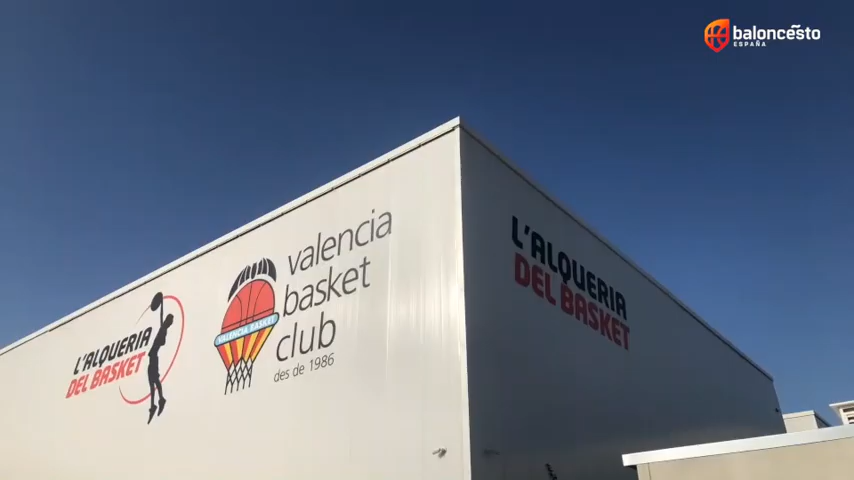 baloncesto
ESPAÑA
valencia
basket
club
des de 1986
VALENCIA BASKET
L'ALQUERIA
DEL BASKET
L'ALQUERIA
DEL BASKET